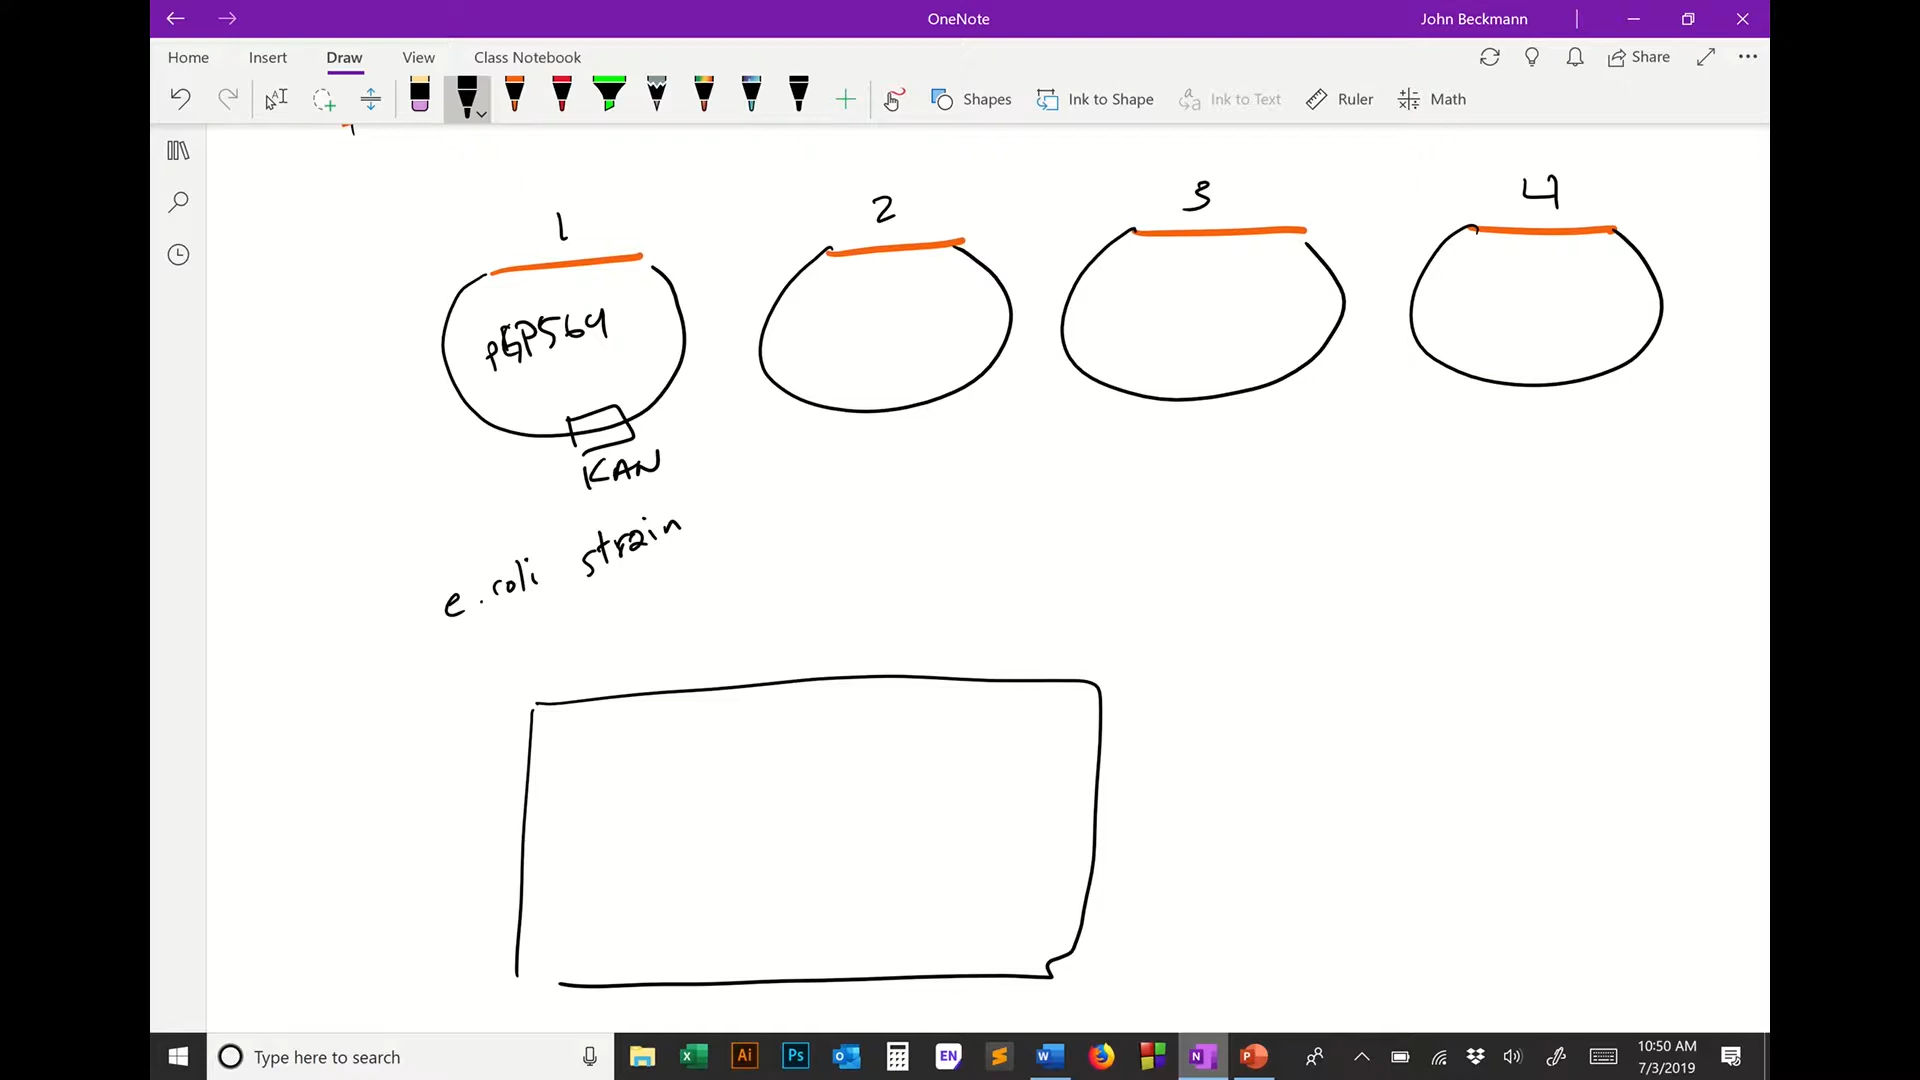 OneNote
John Beckmann
Home Insert Draw View Class Notebook
Share
Shapes Ink to Shape Ink to Text Ruler Math
1 2 3 4
pGP564
KAN
e. coli strain
Type here to search
10:50 AM
7/3/2019